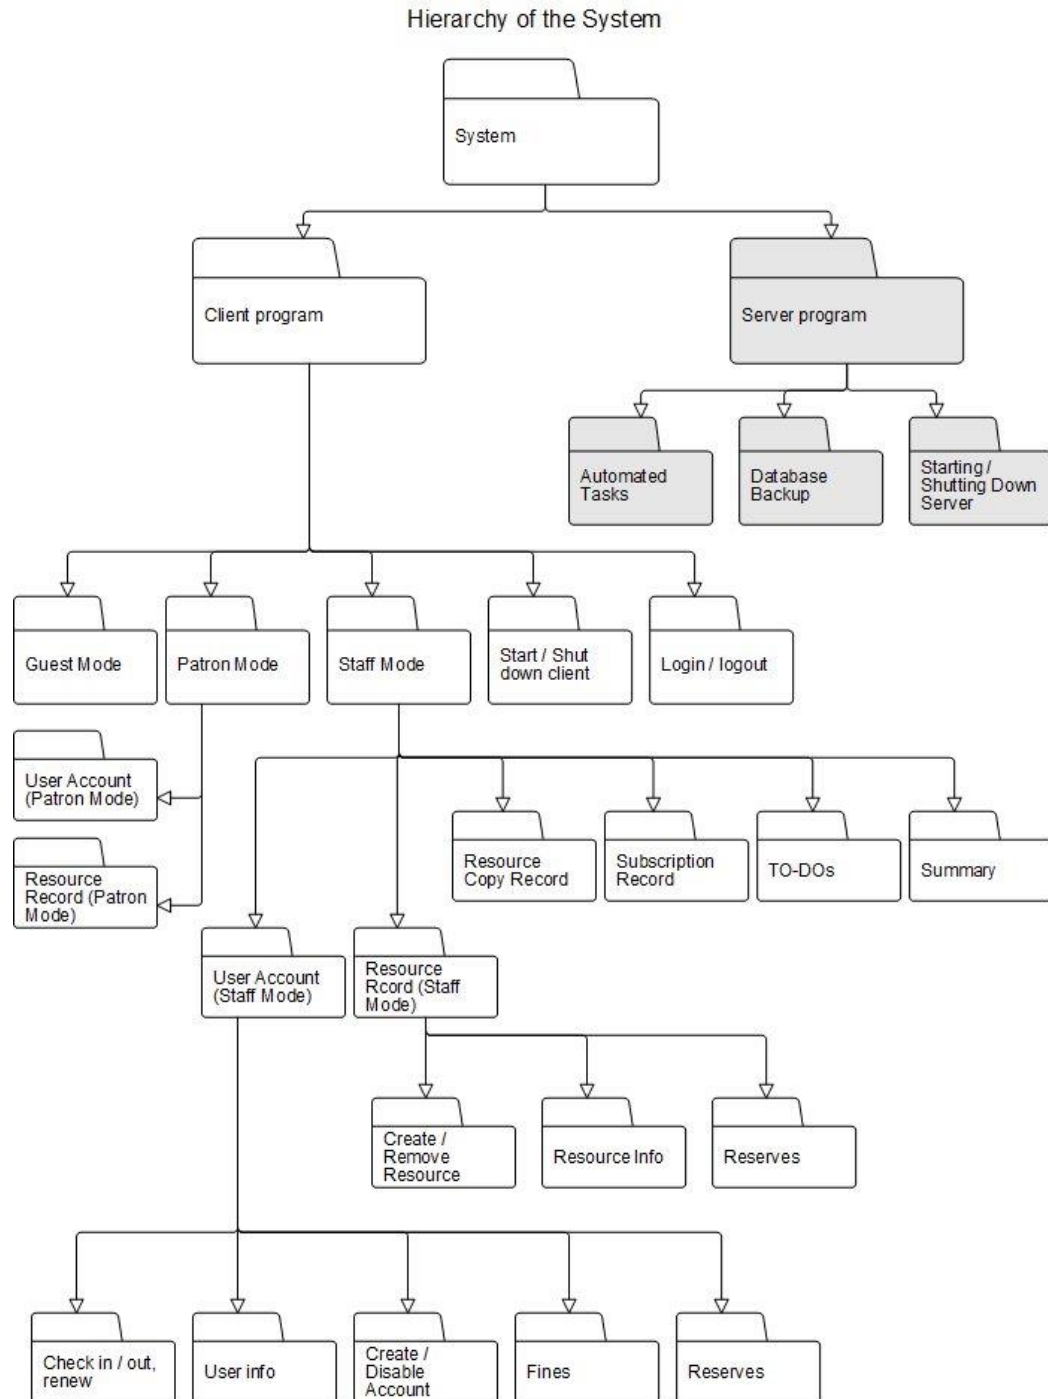 Hierarchy of the System
System
Client program
Server program
Automated
Tasks
Database
Backup
Starting /
Shutting Down
Server
Guest Mode
Patron Mode
Staff Mode
Start / Shut
down client
Login / logout
User Account
(Patron Mode)
Resource
Record (Patron
Mode)
Resource
Copy Record
Subscription
Record
TO-DOs
Summary
User Account
(Staff Mode)
Resource
Rcord (Staff
Mode)
Create /
Remove
Resource
Resource Info
Reserves
Check in / out,
renew
User info
Create /
Disable
Account
Fines
Reserves